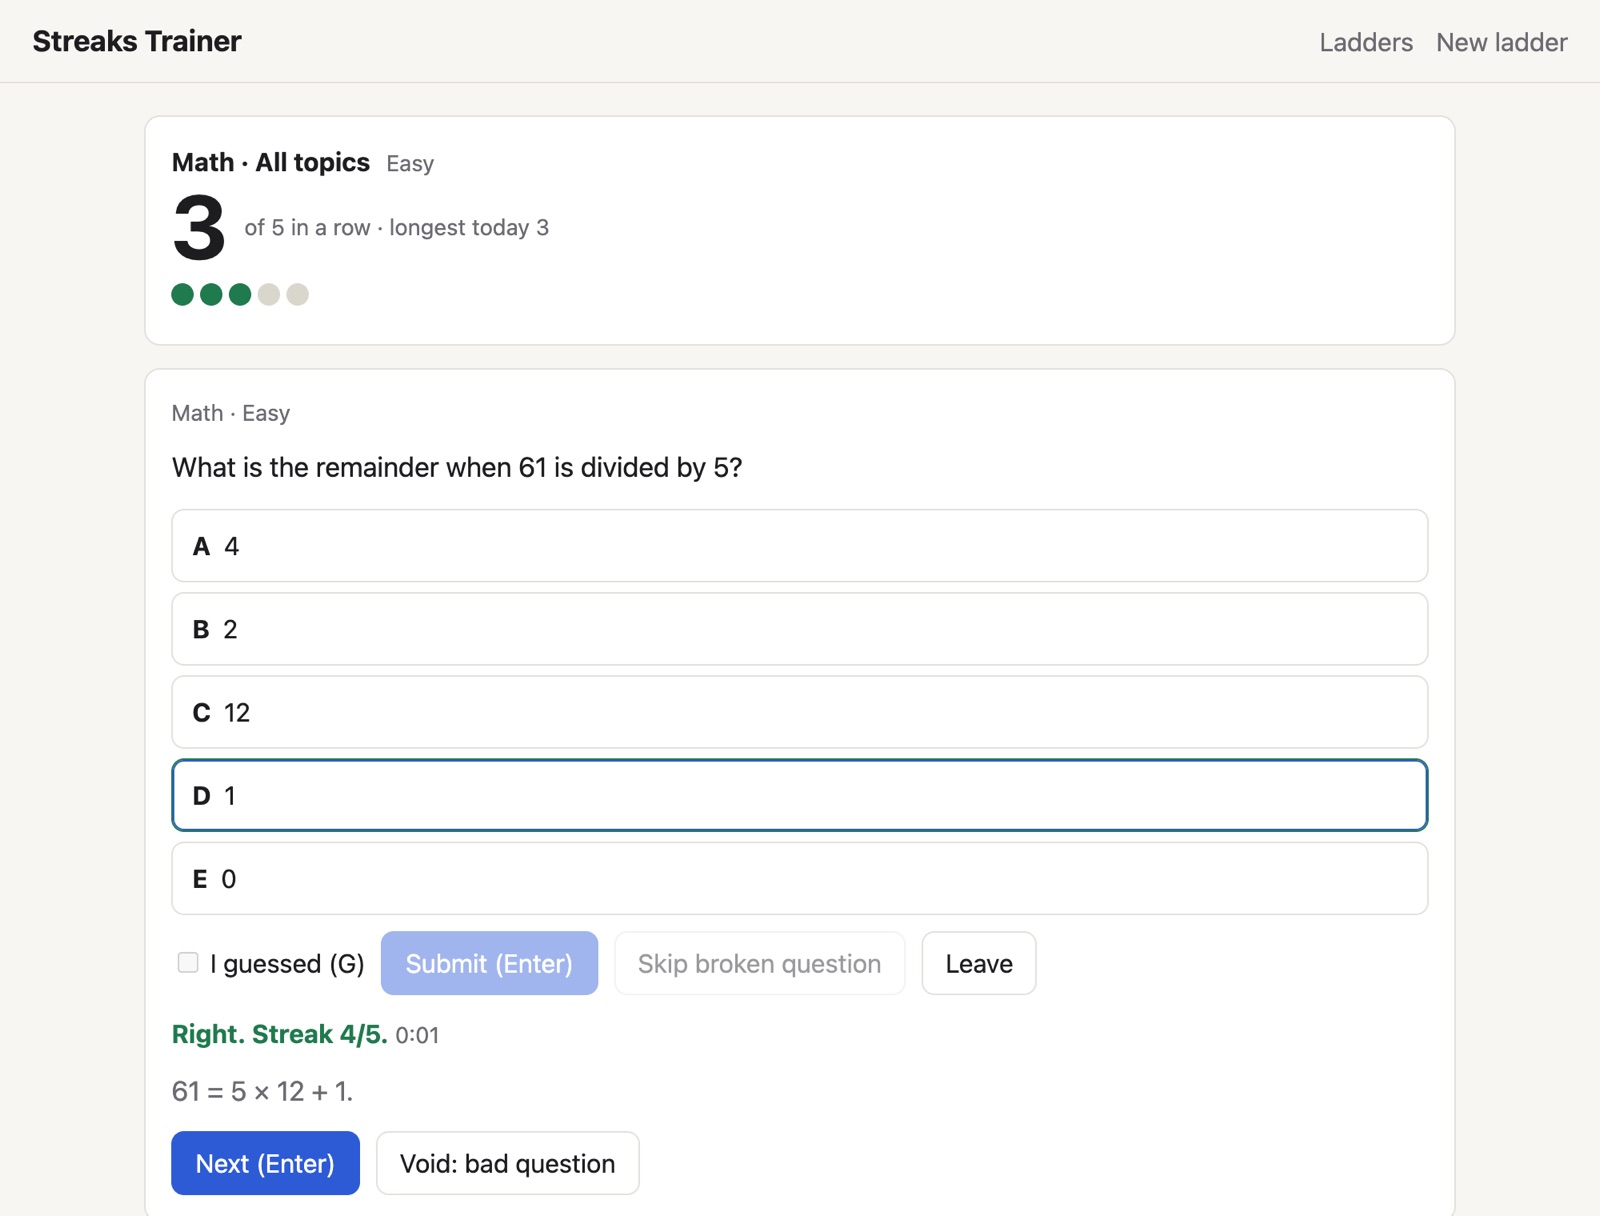 Streaks Trainer
Ladders New ladder
Math · All topics Easy
3 of 5 in a row · longest today 3
Math · Easy
What is the remainder when 61 is divided by 5?
A 4
B 2
C 12
D 1
E 0
I guessed (G) Submit (Enter) Skip broken question Leave
Right. Streak 4/5. 0:01
61 = 5 × 12 + 1.
Next (Enter) Void: bad question